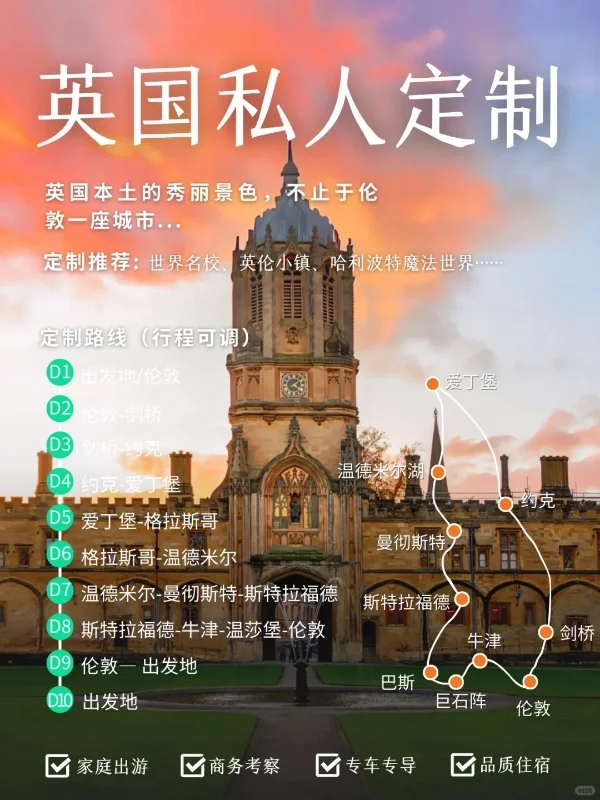 英国私人定制
英国本土的秀丽景色，不止于伦
敦一座城市...
定制推荐：世界名校、英伦小镇、哈利波特魔法世界……
定制路线（行程可调）
D1 出发地/伦敦
D2 伦敦-剑桥
D3 剑桥-约克
D4 约克-爱丁堡
D5 爱丁堡-格拉斯哥
D6 格拉斯哥-温德米尔
D7 温德米尔-曼彻斯特-斯特拉福德
D8 斯特拉福德-牛津-温莎堡-伦敦
D9 伦敦一 出发地
D10 出发地
爱丁堡
温德米尔湖
约克
曼彻斯特
斯特拉福德
剑桥
牛津
巴斯
巨石阵
伦敦
家庭出游
商务考察
专车专导
品质住宿
小红书